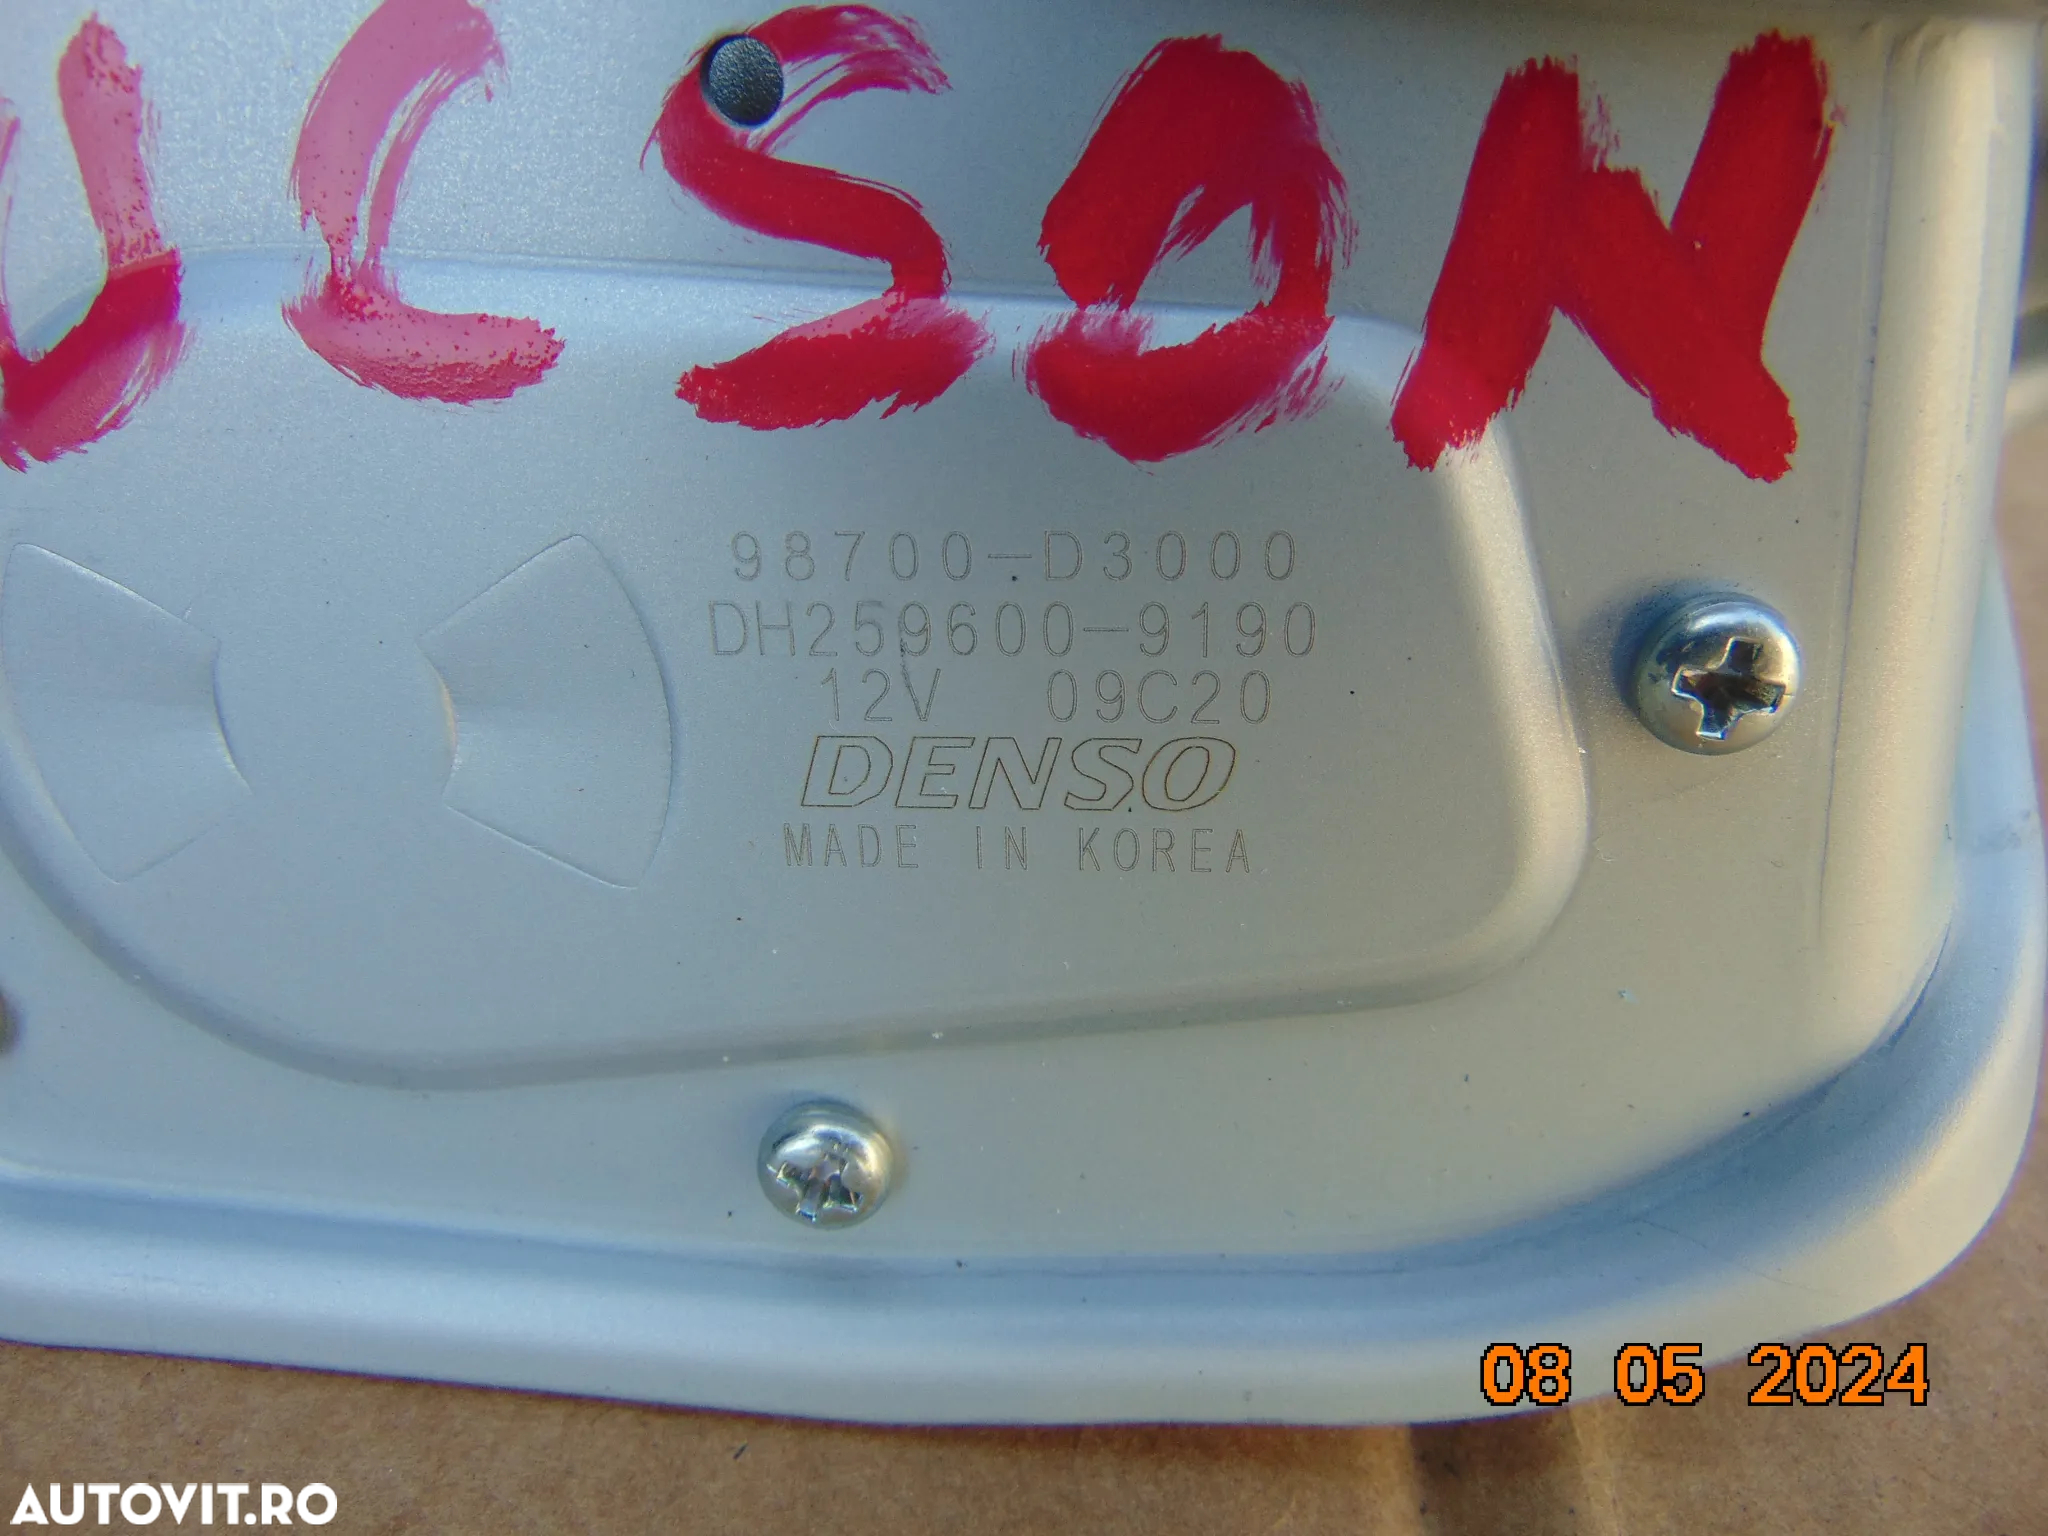 UCSON
98700-D3000
DH259600-9190
12V 09C20
DENSO
MADE IN KOREA
08 05 2024
AUTOVIT.RO